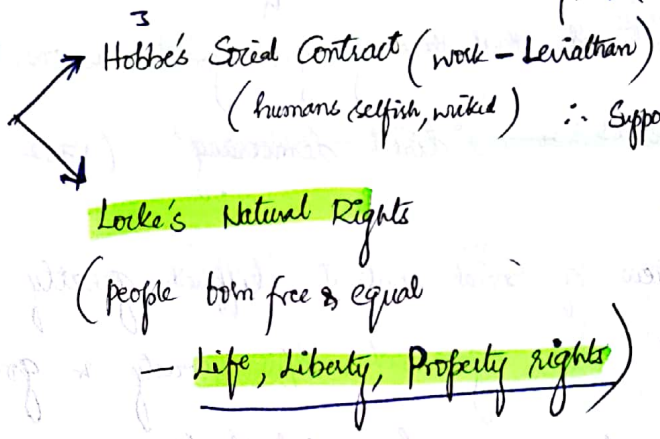 3
Hobbe's Social Contract (work - Leviathan)
(humans selfish, wicked) ∴ Suppo
Locke's Natural Rights
(people born free & equal
— Life, Liberty, Property rights)